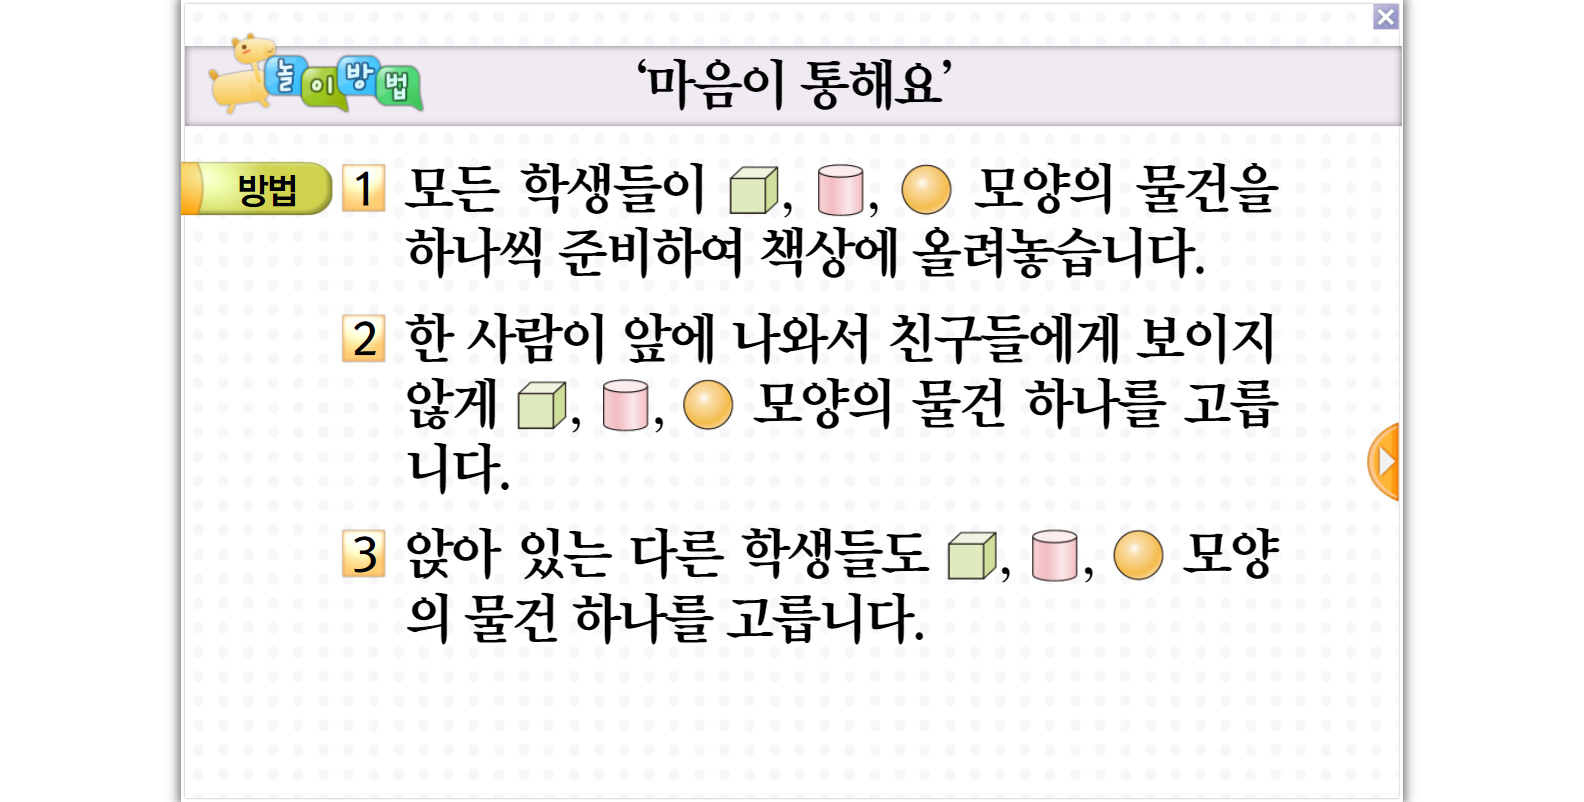 놀이방법
‘마음이 통해요’
방법
1 모든 학생들이 , , 모양의 물건을
하나씩 준비하여 책상에 올려놓습니다.
2 한 사람이 앞에 나와서 친구들에게 보이지
않게 , , 모양의 물건 하나를 고릅
니다.
3 앉아 있는 다른 학생들도 , , 모양
의 물건 하나를 고릅니다.